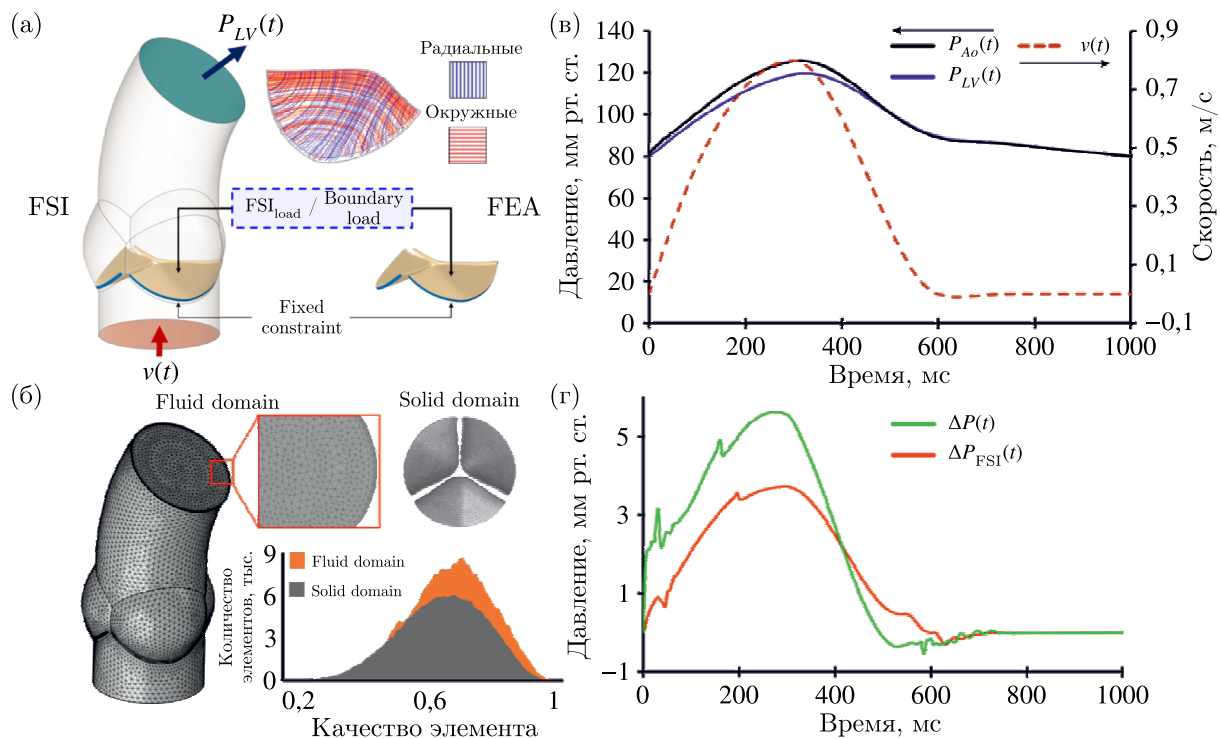 (а)
P_LV(t)
Радиальные
Окружные
FSI
FSI_load / Boundary load
FEA
Fixed
constraint
v(t)
(в)
Давление, мм рт. ст.
140
120
100
80
60
40
20
0
P_Ao(t)
v(t)
P_LV(t)
0,9
0,7
0,5
0,3
0,1
−0,1
Скорость, м/с
0 200 400 600 800 1000
Время, мс
(б)
Fluid domain
Solid domain
Количество
элементов, тыс.
9
6
3
0
Fluid domain
Solid domain
0,2 0,6 1
Качество элемента
(г)
Давление, мм рт. ст.
5
3
1
−1
ΔP(t)
ΔP_FSI(t)
0 200 400 600 800 1000
Время, мс